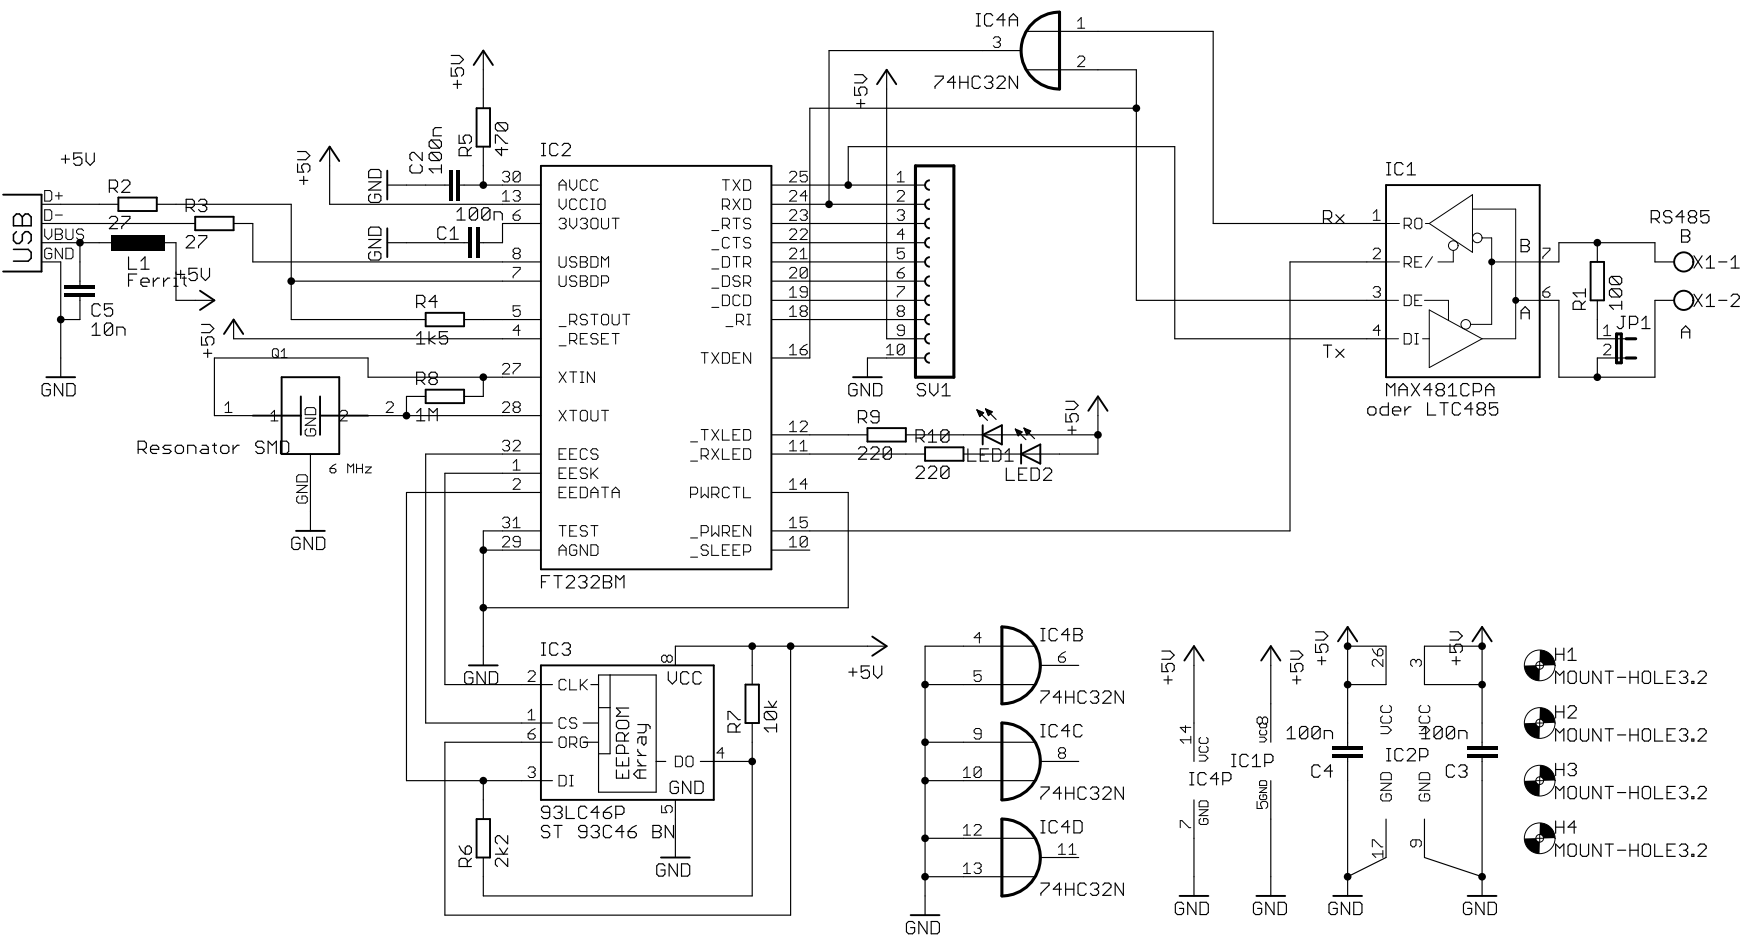 IC4A
3
1
2
74HC32N
+5V
+5V
+5V
+5V
R5
470
C2
100n
GND
IC2
30 AVCC
13 VCCIO
6 3V3OUT
8 USBDM
7 USBDP
5 _RSTOUT
4 _RESET
27 XTIN
28 XTOUT
32 EECS
1 EESK
2 EEDATA
31 TEST
29 AGND
FT232BM
TXD 25
RXD 24
_RTS 23
_CTS 22
_DTR 21
_DSR 20
_DCD 19
_RI 18
TXDEN 16
_TXLED 12
_RXLED 11
PWRCTL 14
_PWREN 15
_SLEEP 10
100n
C1
GND
USB
D+
D-
VBUS
GND
R2
27
R3
27
L1
Ferrit
+5V
C5
10n
GND
R4
1k5
+5V
Q1
R8
1M
1
1
GND
2
2
Resonator SMD
6 MHz
GND
GND
1
2
3
4
5
6
7
8
9
10
SV1
GND
R9
220
R10
220
LED1
LED2
+5V
IC1
Rx
Tx
1 RO
2 RE/
3 DE
4 DI
B 7
A 6
MAX481CPA
oder LTC485
RS485
B
X1-1
X1-2
A
R1
100
JP1
1
2
GND
IC3
2 CLK
1 CS
6 ORG
3 DI
EEPROM
Array
8
VCC
DO 4
GND
5
93LC46P
ST 93C46 BN
GND
R7
10k
+5V
R6
2k2
IC4B
4
5
6
74HC32N
IC4C
9
10
8
74HC32N
IC4D
12
13
11
74HC32N
GND
+5V
14
VCC
IC4P
7
GND
GND
+5V
8
VCC
IC1P
5
GND
GND
+5V
26
VCC
100n
C4
GND
17
GND
IC2P
+5V
3
VCC
100n
C3
GND
9
GND
H1
MOUNT-HOLE3.2
H2
MOUNT-HOLE3.2
H3
MOUNT-HOLE3.2
H4
MOUNT-HOLE3.2